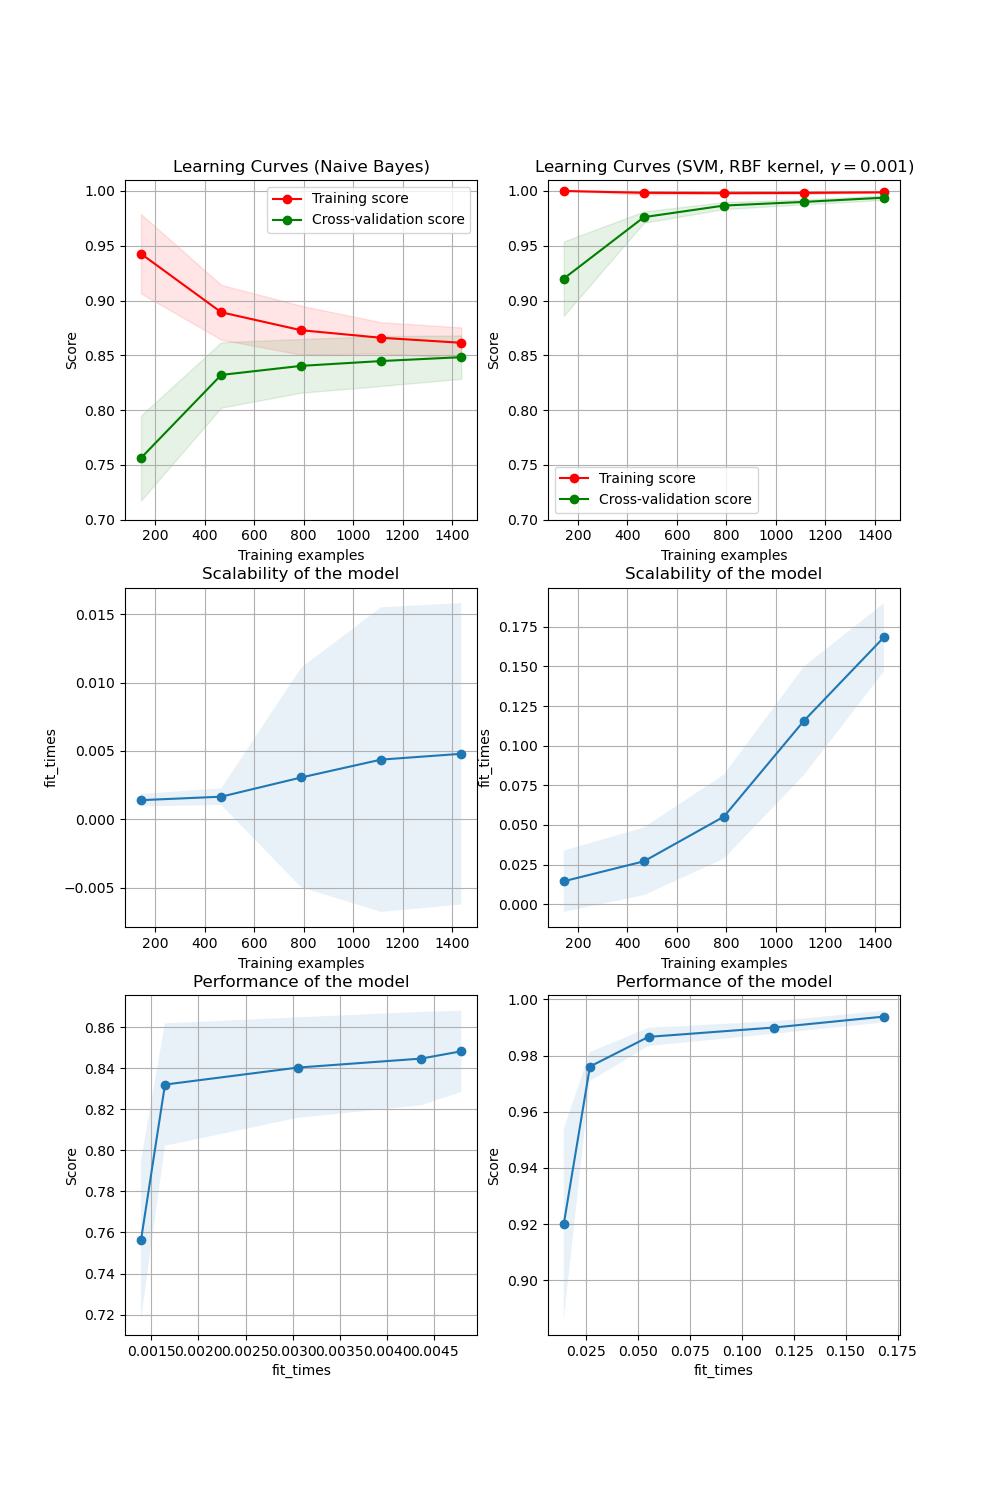 Learning Curves (Naive Bayes)
1.00
0.95
0.90
0.85
0.80
0.75
0.70
Score
Training score
Cross-validation score
200 400 600 800 1000 1200 1400
Training examples
Learning Curves (SVM, RBF kernel, γ = 0.001)
1.00
0.95
0.90
0.85
0.80
0.75
0.70
Score
Training score
Cross-validation score
200 400 600 800 1000 1200 1400
Training examples
Scalability of the model
0.015
0.010
0.005
0.000
−0.005
fit_times
200 400 600 800 1000 1200 1400
Training examples
Scalability of the model
0.175
0.150
0.125
0.100
0.075
0.050
0.025
0.000
fit_times
200 400 600 800 1000 1200 1400
Training examples
Performance of the model
0.86
0.84
0.82
0.80
0.78
0.76
0.74
0.72
Score
0.0015 0.0020 0.0025 0.0030 0.0035 0.0040 0.0045
fit_times
Performance of the model
1.00
0.98
0.96
0.94
0.92
0.90
Score
0.025 0.050 0.075 0.100 0.125 0.150 0.175
fit_times